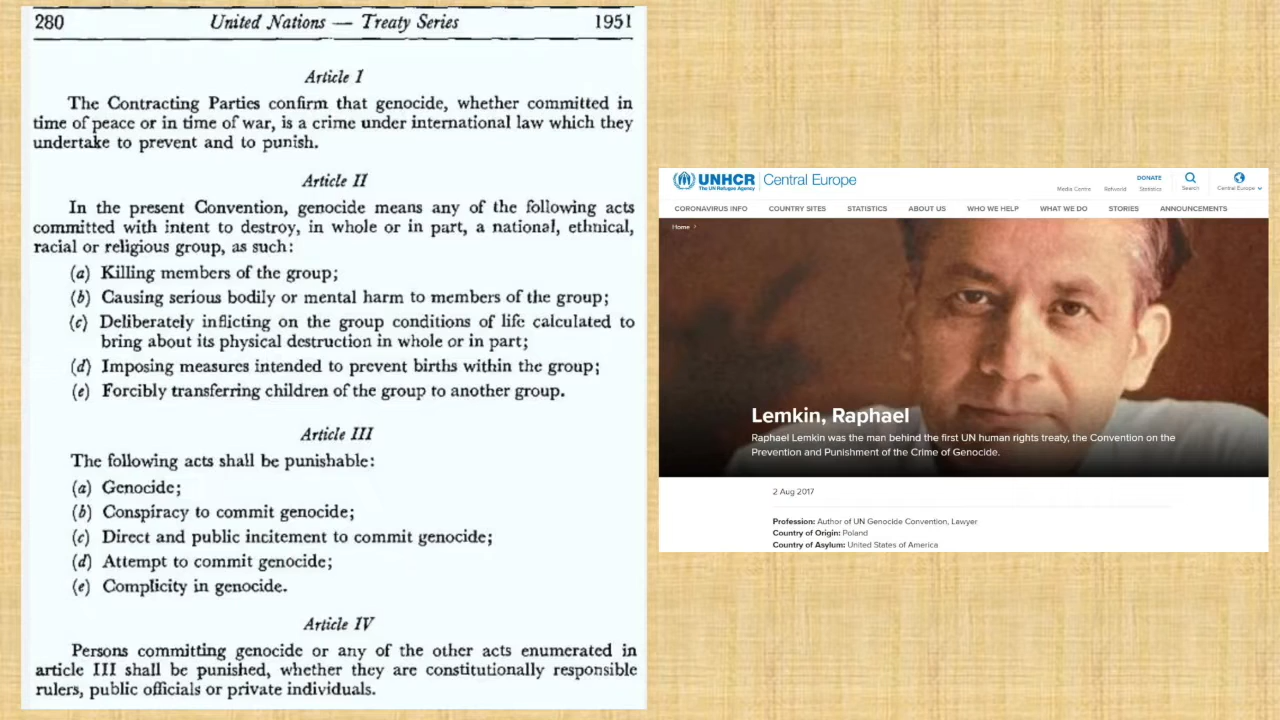 280 United Nations — Treaty Series 1951
Article I
The Contracting Parties confirm that genocide, whether committed in
time of peace or in time of war, is a crime under international law which they
undertake to prevent and to punish.
Article II
In the present Convention, genocide means any of the following acts
committed with intent to destroy, in whole or in part, a national, ethnical,
racial or religious group, as such:
(a) Killing members of the group;
(b) Causing serious bodily or mental harm to members of the group;
(c) Deliberately inflicting on the group conditions of life calculated to
bring about its physical destruction in whole or in part;
(d) Imposing measures intended to prevent births within the group;
(e) Forcibly transferring children of the group to another group.
Article III
The following acts shall be punishable:
(a) Genocide;
(b) Conspiracy to commit genocide;
(c) Direct and public incitement to commit genocide;
(d) Attempt to commit genocide;
(e) Complicity in genocide.
Article IV
Persons committing genocide or any of the other acts enumerated in
article III shall be punished, whether they are constitutionally responsible
rulers, public officials or private individuals.
UNHCR
The UN Refugee Agency
Central Europe
DONATE
Media Centre Refworld Statistics Search Central Europe
CORONAVIRUS INFO COUNTRY SITES STATISTICS ABOUT US WHO WE HELP WHAT WE DO STORIES ANNOUNCEMENTS
Home >
Lemkin, Raphael
Raphael Lemkin was the man behind the first UN human rights treaty, the Convention on the
Prevention and Punishment of the Crime of Genocide.
2 Aug 2017
Profession: Author of UN Genocide Convention, Lawyer
Country of Origin: Poland
Country of Asylum: United States of America